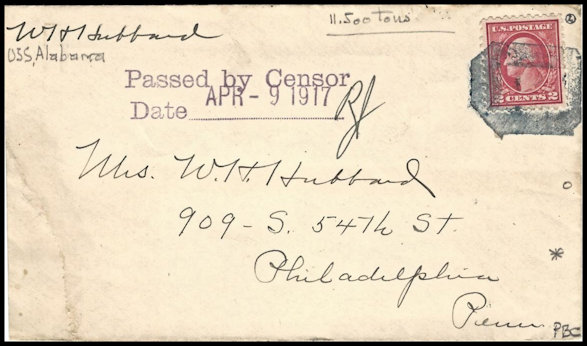 W H Hubbard
USS, Alabama
11.500 Tons
U.S. POSTAGE
2 CENTS 2
Passed by Censor
Date APR - 9 1917
Mrs. W. H. Hubbard
909 - S. 54th St.
Philadelphia
Penn
PBC